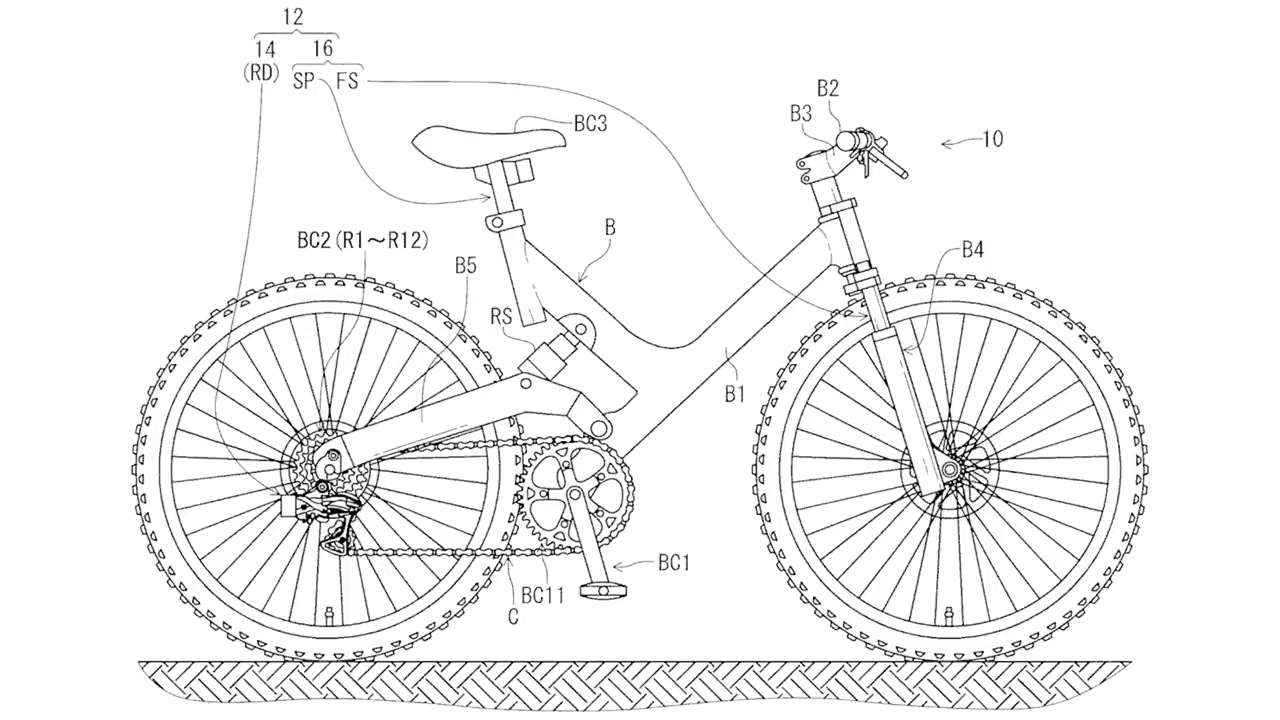 12
14 16
(RD) SP FS
B2
B3
BC3
10
BC2(R1～R12)
B
B5
B4
RS
B1
BC1
BC11
C